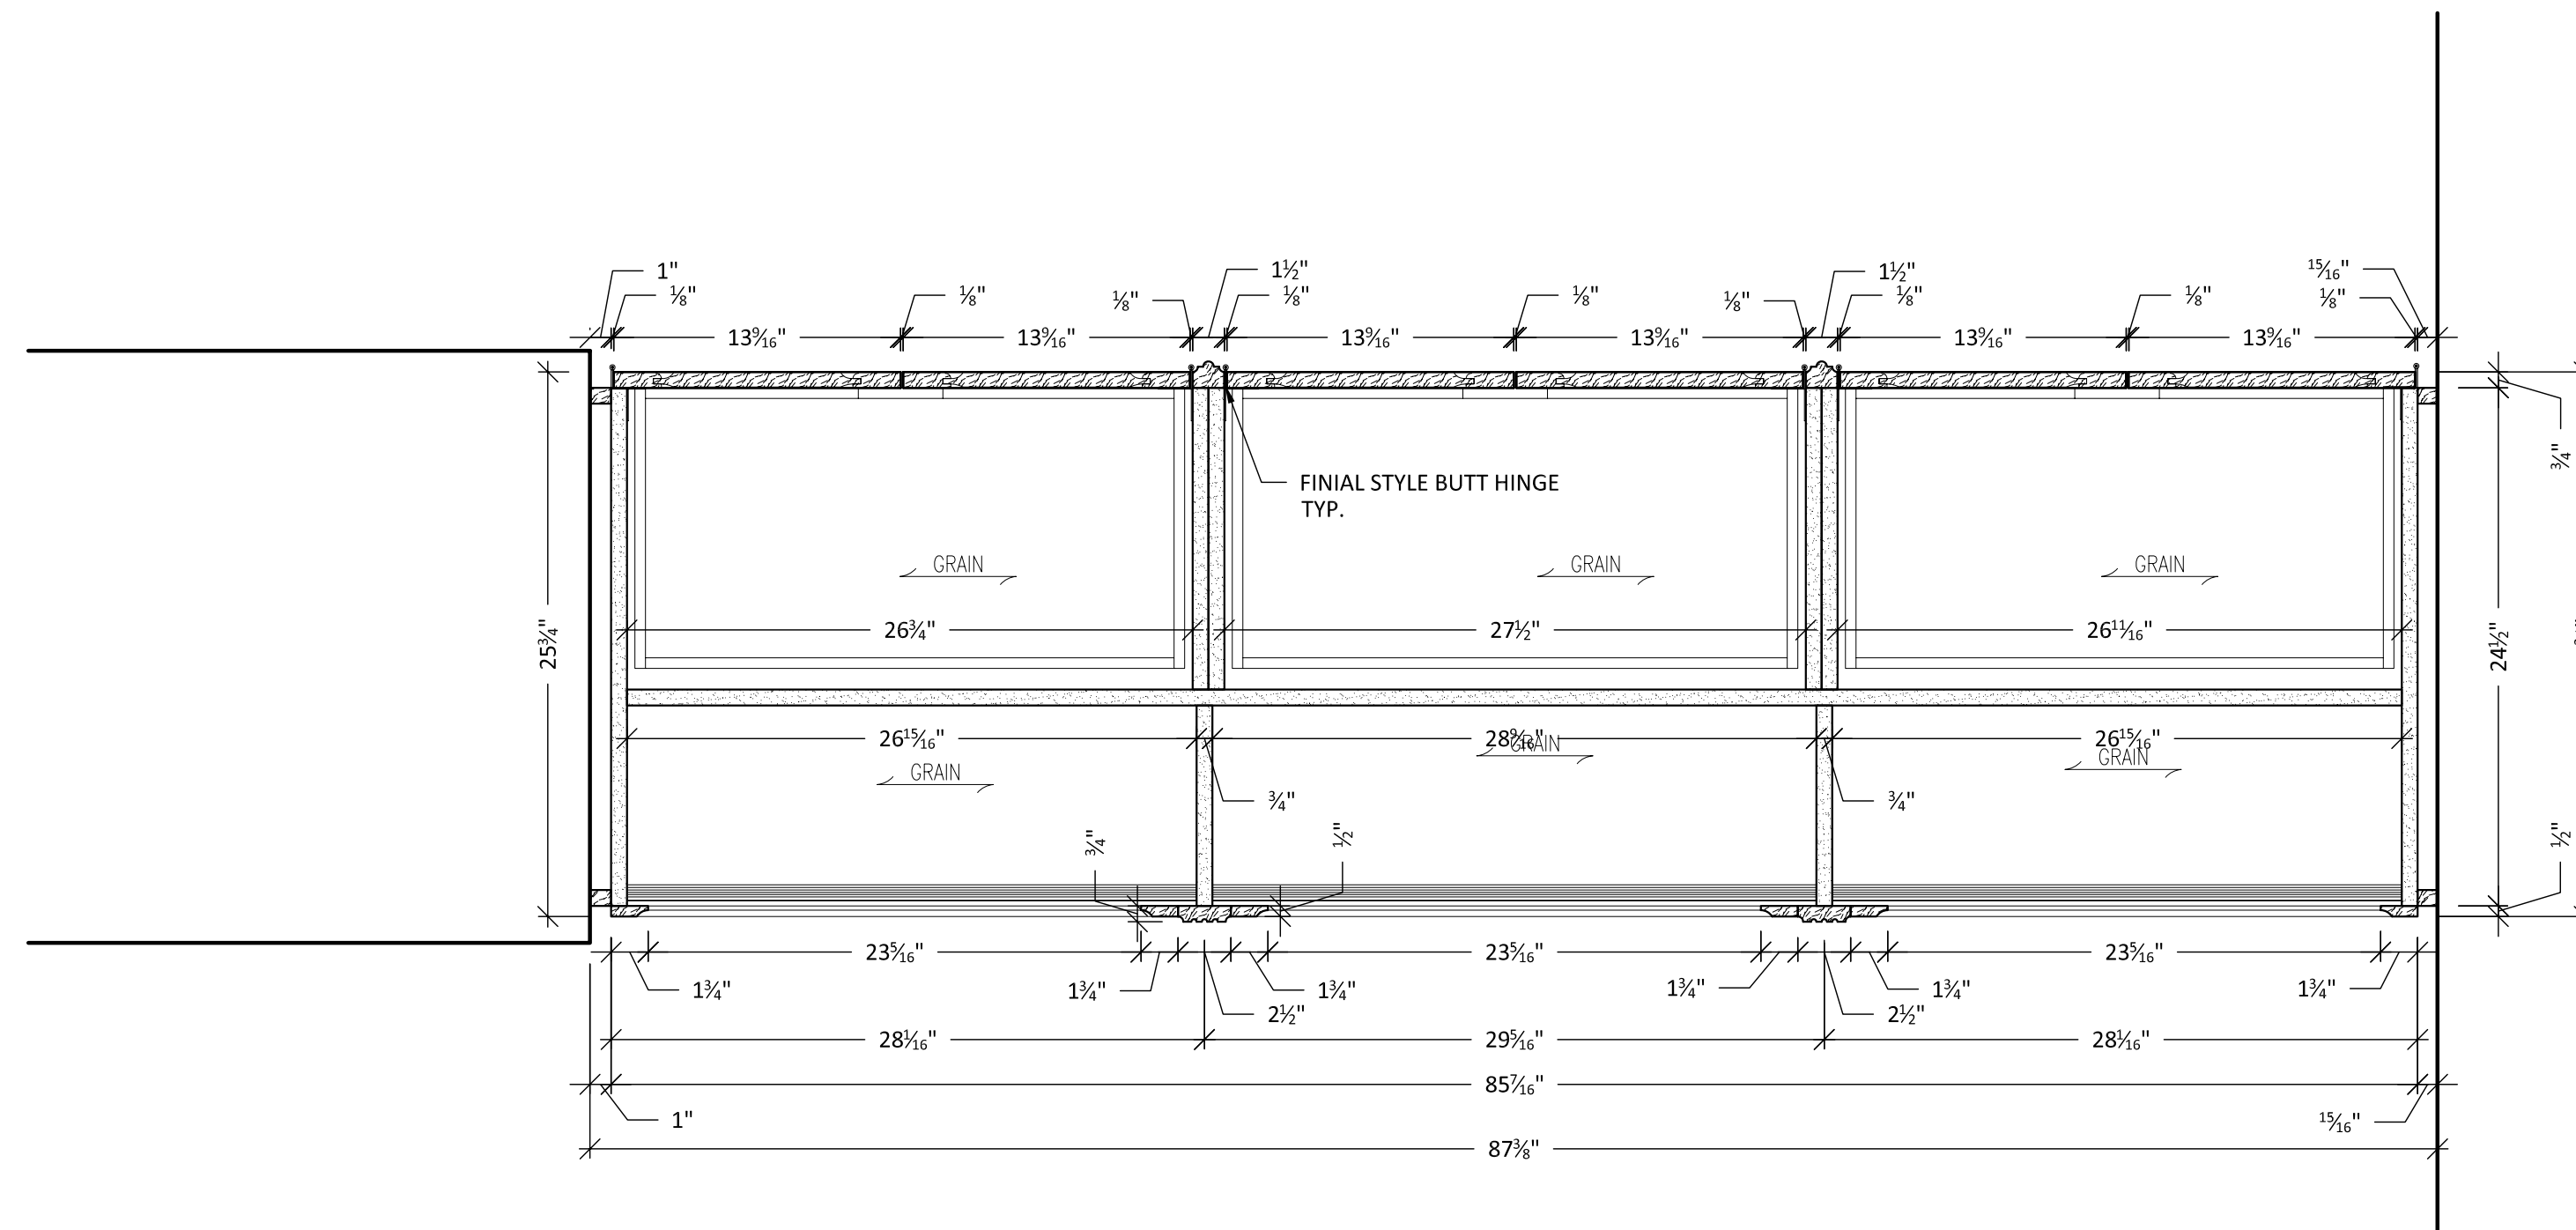 1" 1½" 1½" ¹⁵⁄₁₆"
⅛" ⅛" ⅛" ⅛" ⅛" ⅛" ⅛" ⅛" ⅛"
13⁹⁄₁₆" 13⁹⁄₁₆" 13⁹⁄₁₆" 13⁹⁄₁₆" 13⁹⁄₁₆" 13⁹⁄₁₆"
¾"
FINIAL STYLE BUTT HINGE
TYP.
GRAIN GRAIN GRAIN
25¾" 26¾" 27½" 26¹¹⁄₁₆" 24½"
26¹⁵⁄₁₆" 28⁹⁄₁₆" 26¹⁵⁄₁₆"
GRAIN GRAIN GRAIN
¾" ¾"
¾" ½" ½"
23⁵⁄₁₆" 23⁵⁄₁₆" 23⁵⁄₁₆"
1¾" 1¾" 1¾" 1¾" 1¾" 1¾"
2½" 2½"
28¹⁄₁₆" 29⁵⁄₁₆" 28¹⁄₁₆"
85⁷⁄₁₆"
1" ¹⁵⁄₁₆"
87⅜"